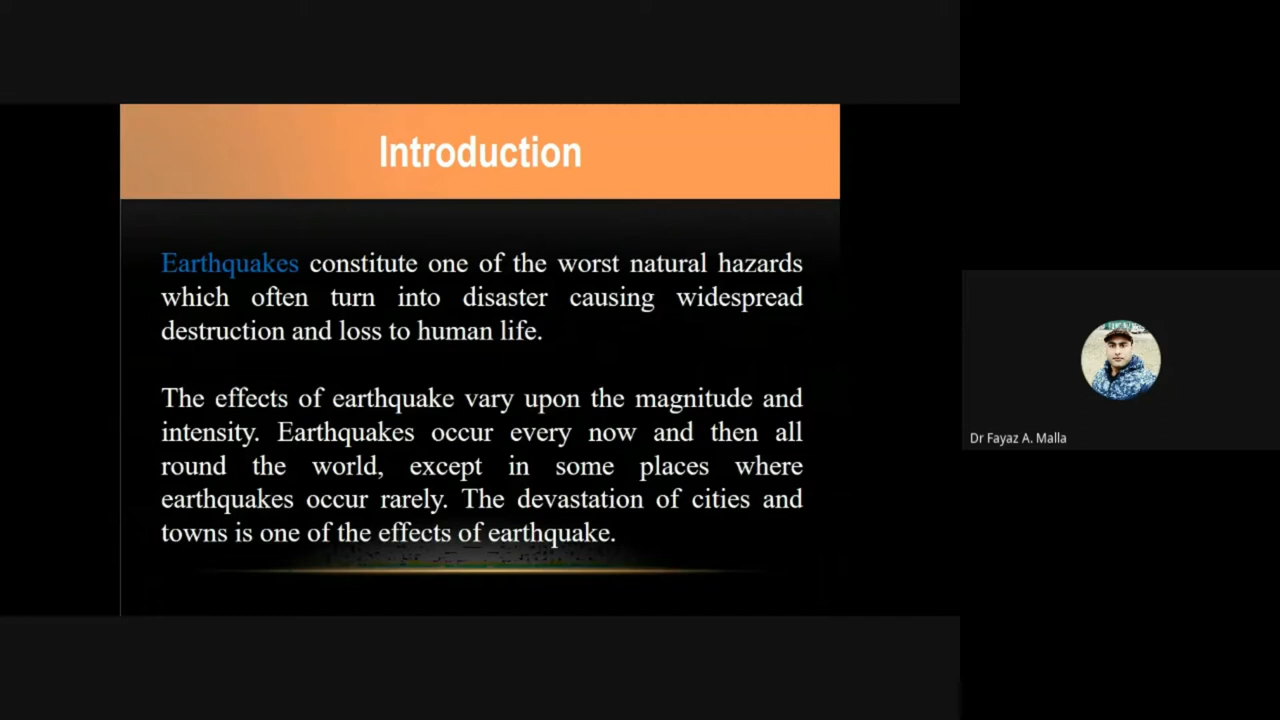 Introduction
Earthquakes constitute one of the worst natural hazards
which often turn into disaster causing widespread
destruction and loss to human life.
The effects of earthquake vary upon the magnitude and
intensity. Earthquakes occur every now and then all
round the world, except in some places where
earthquakes occur rarely. The devastation of cities and
towns is one of the effects of earthquake.
Dr Fayaz A. Malla